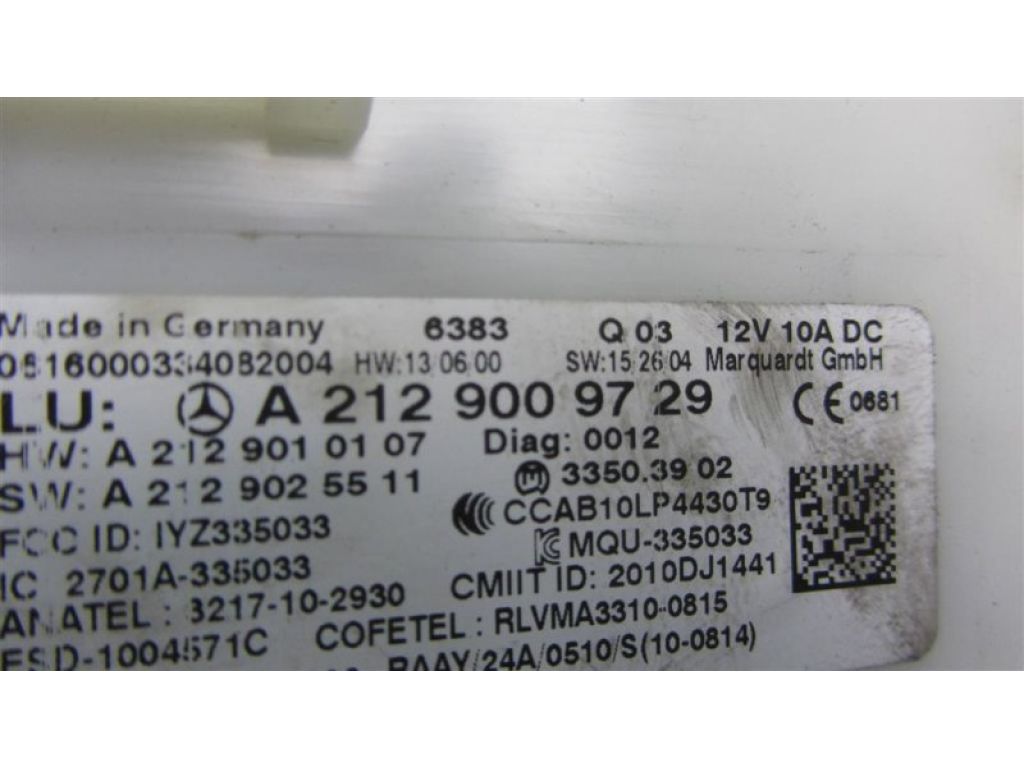 Made in Germany 6383 Q 03 12V 10A DC
0516000334082004 HW:13 06.00 SW:15 26 04 Marquardt GmbH
LU: A 212 900 97 29 CE 0681
HW: A 212 901 01 07 Diag: 0012
SW: A 212 902 55 11 3350.3902
CCAB10LP4430T9
FCC ID: IYZ335033 MQU-335033
IC 2701A-335033 CMIIT ID: 2010DJ1441
ANATEL : 3217-10-2930 COFETEL : RLVMA3310-0815
ESD-1004571C RAAY/24A/0510/S(10-0814)